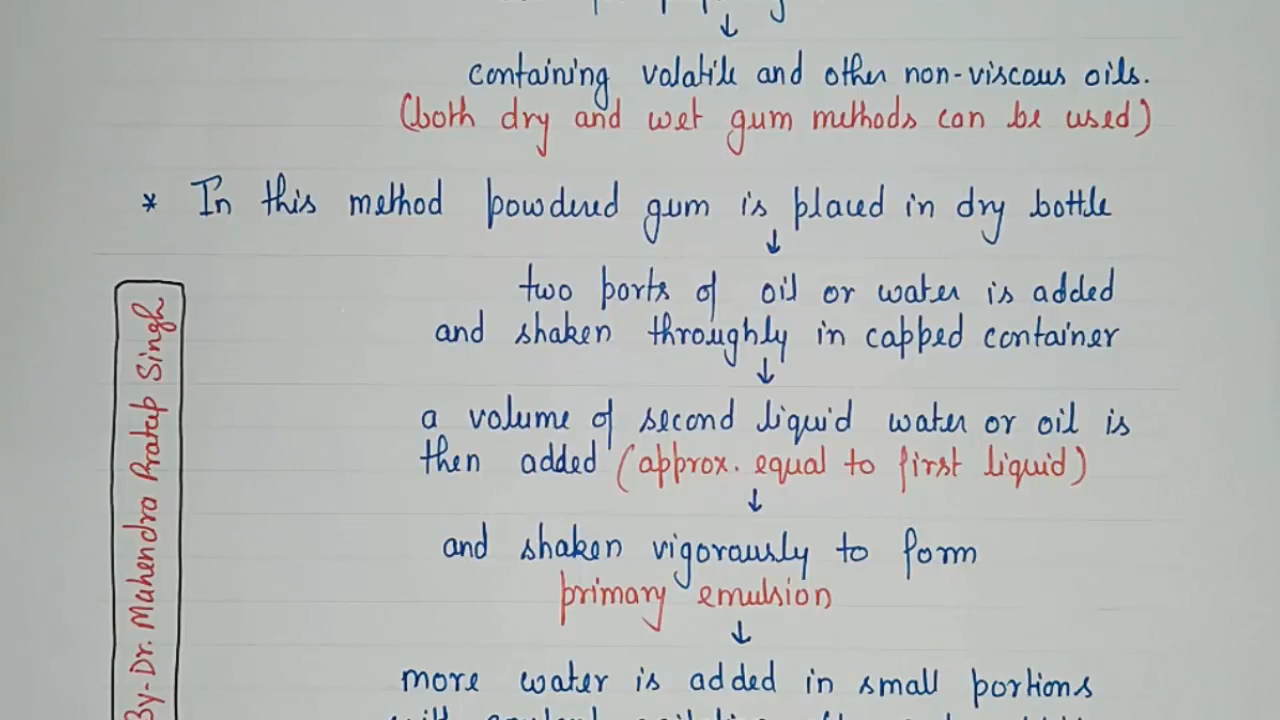 ↓
containing volatile and other non-viscous oils.
(both dry and wet gum methods can be used)
* In this method powdered gum is placed in dry bottle
↓
two parts of oil or water is added
and shaken throughly in capped container
↓
a volume of second liquid water or oil is
then added (approx. equal to first liquid)
↓
and shaken vigorously to form
primary emulsion
↓
more water is added in small portions
By-Dr. Mahendra Pratap Singh